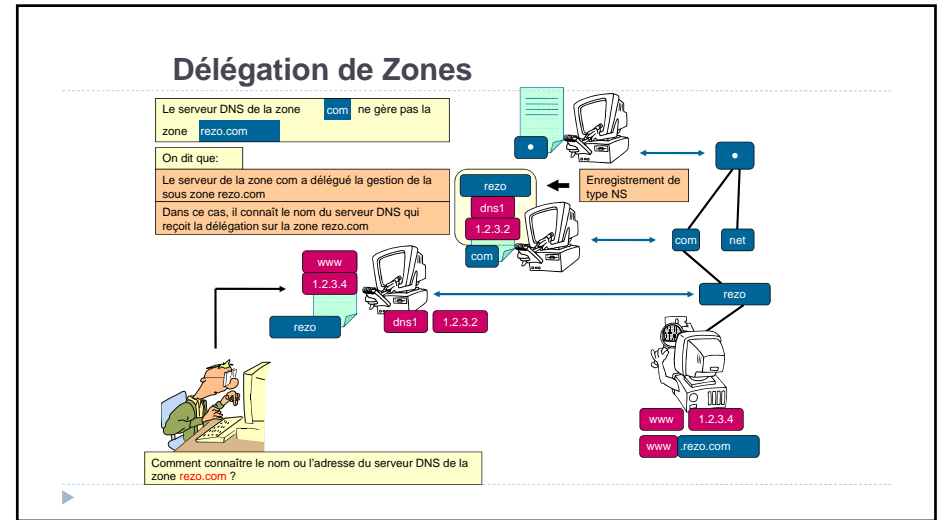 Délégation de Zones
Le serveur DNS de la zone com ne gère pas la
zone rezo.com
On dit que:
Le serveur de la zone com a délégué la gestion de la
sous zone rezo.com
Dans ce cas, il connaît le nom du serveur DNS qui
reçoit la délégation sur la zone rezo.com
rezo
dns1
1.2.3.2
com
Enregistrement de
type NS
com
net
rezo
www
1.2.3.4
rezo
dns1
1.2.3.2
www
1.2.3.4
www .rezo.com
Comment connaître le nom ou l'adresse du serveur DNS de la
zone rezo.com ?